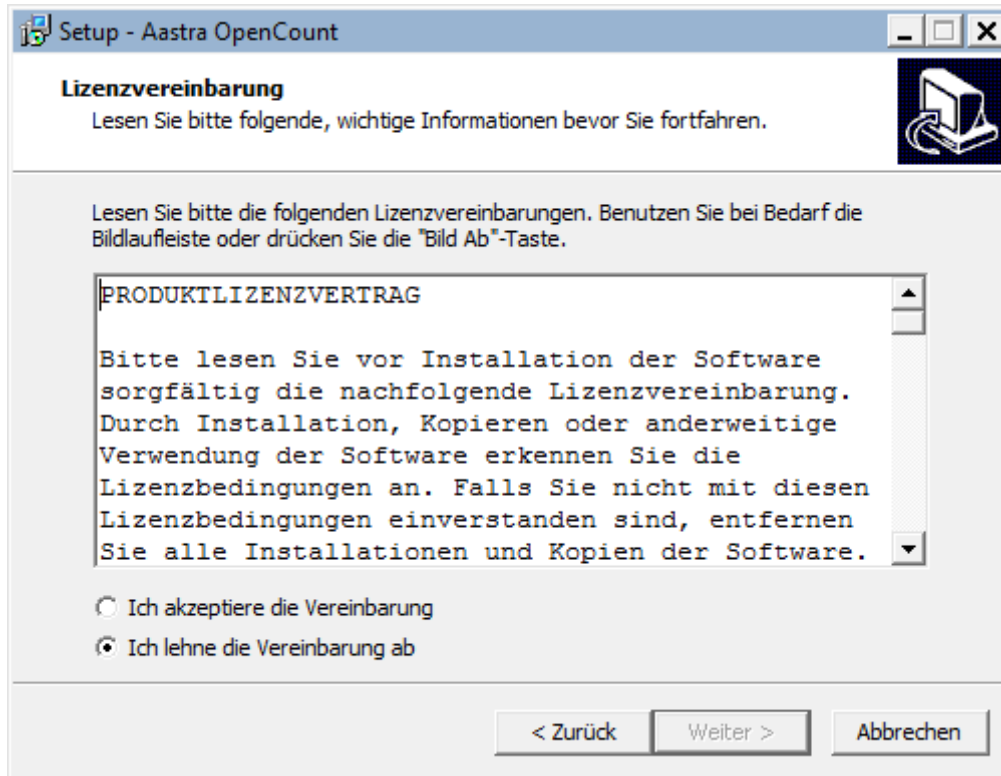 Setup - Aastra OpenCount
Lizenzvereinbarung
Lesen Sie bitte folgende, wichtige Informationen bevor Sie fortfahren.
Lesen Sie bitte die folgenden Lizenzvereinbarungen. Benutzen Sie bei Bedarf die
Bildlaufleiste oder drücken Sie die "Bild Ab"-Taste.
PRODUKTLIZENZVERTRAG
Bitte lesen Sie vor Installation der Software
sorgfältig die nachfolgende Lizenzvereinbarung.
Durch Installation, Kopieren oder anderweitige
Verwendung der Software erkennen Sie die
Lizenzbedingungen an. Falls Sie nicht mit diesen
Lizenzbedingungen einverstanden sind, entfernen
Sie alle Installationen und Kopien der Software.
Ich akzeptiere die Vereinbarung
Ich lehne die Vereinbarung ab
< Zurück Weiter > Abbrechen